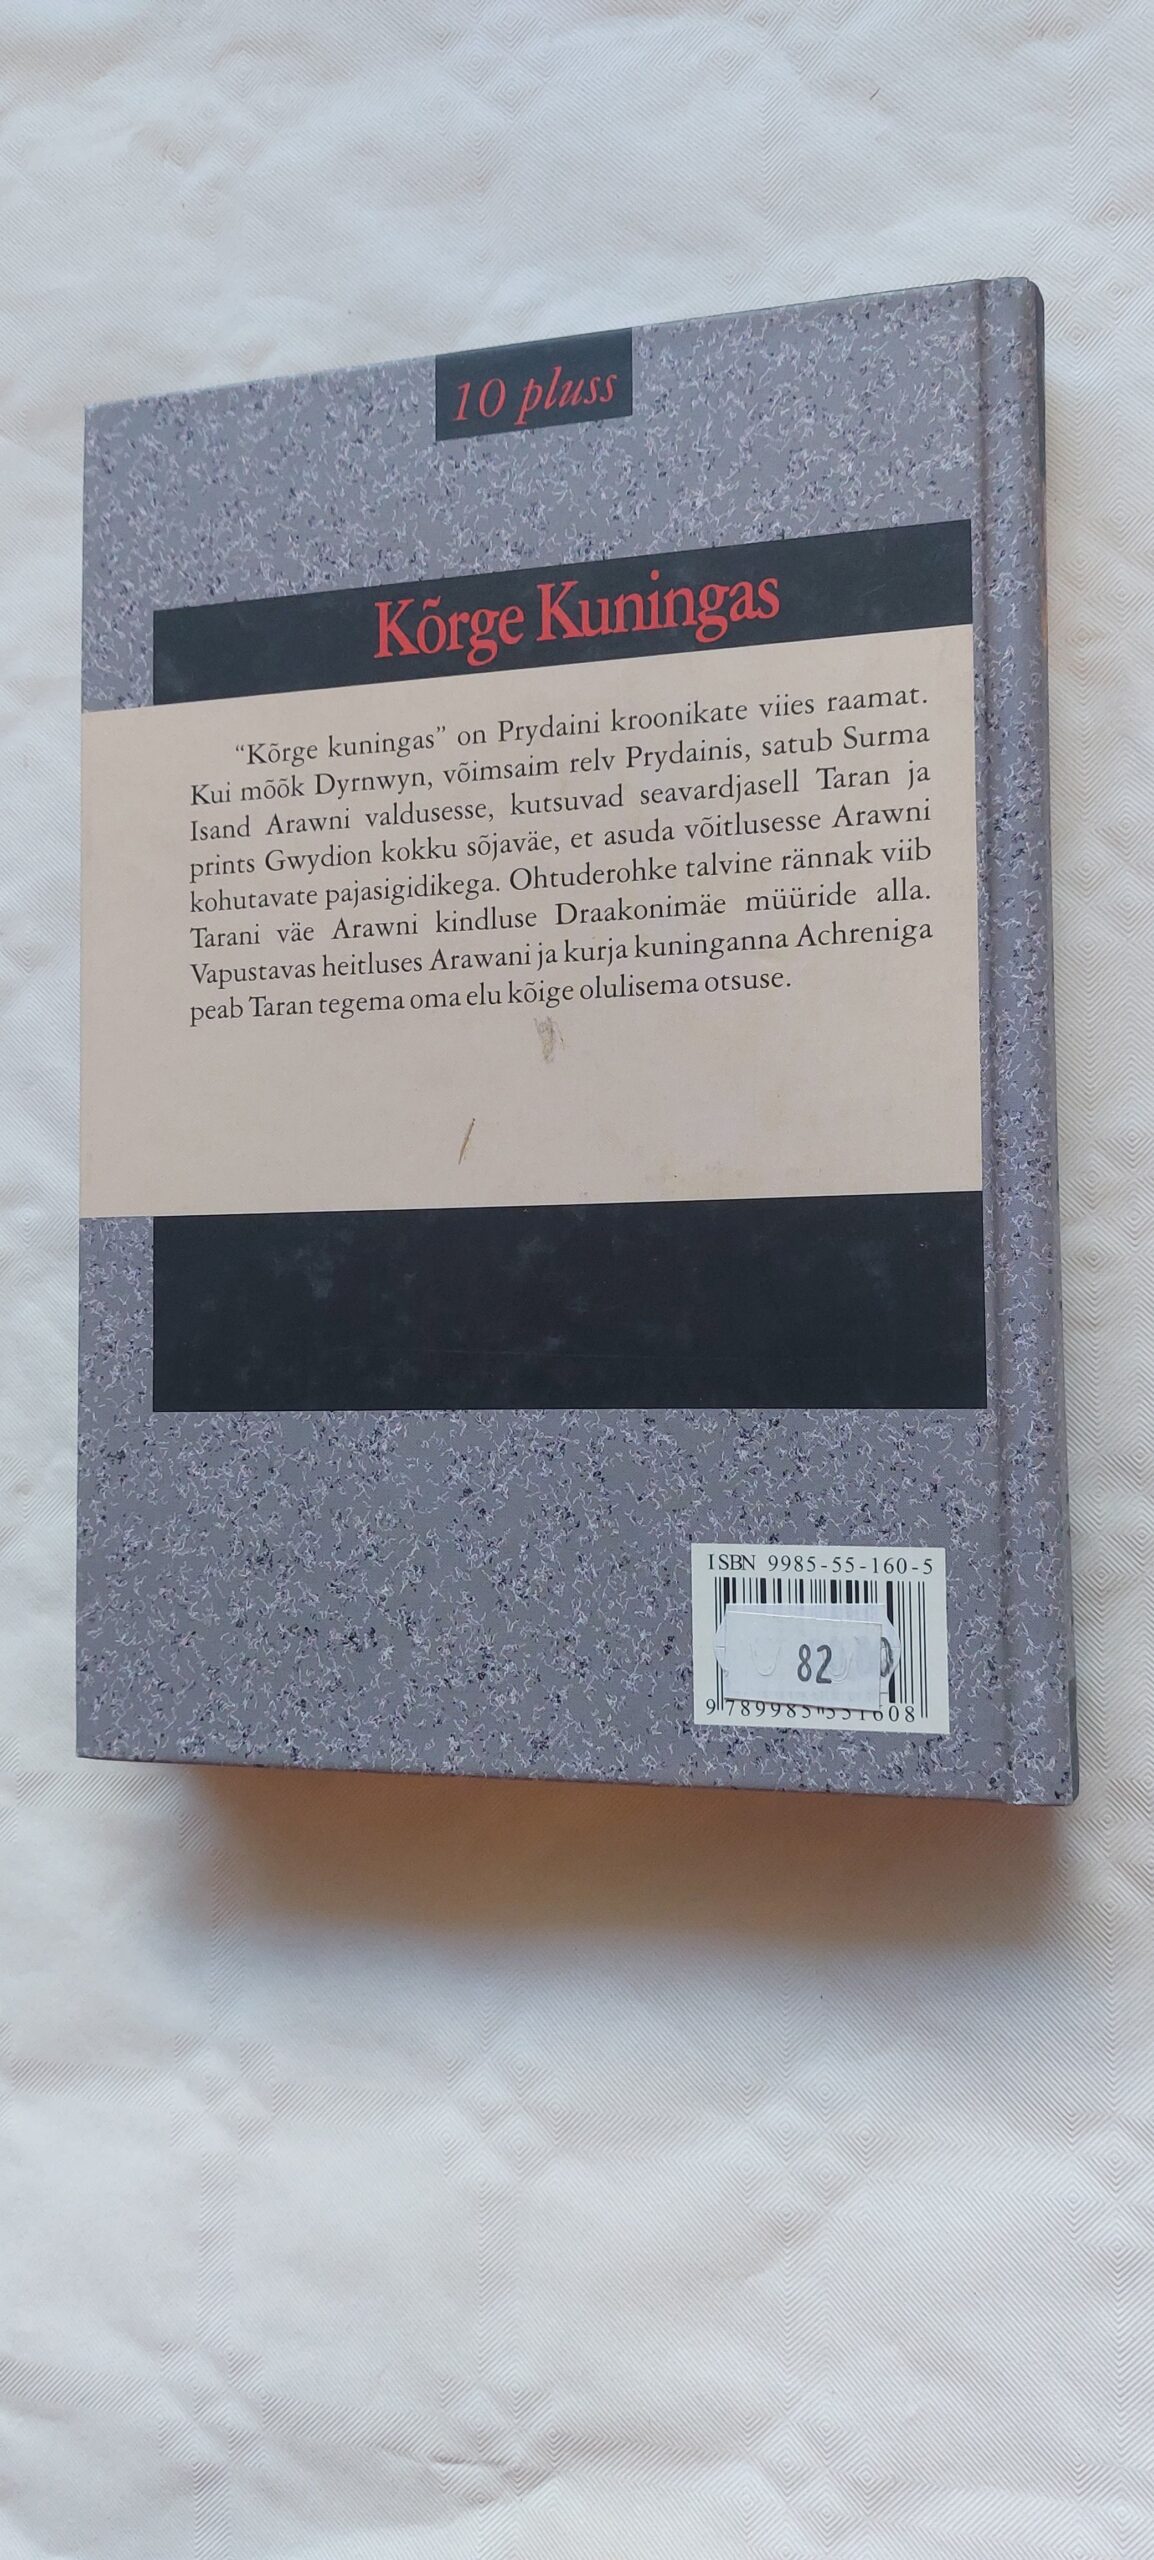 10 pluss
Kõrge Kuningas
“Kõrge kuningas” on Prydaini kroonikate viies raamat.
Kui mõõk Dyrnwyn, võimsaim relv Prydainis, satub Surma
Isand Arawni valdusesse, kutsuvad seavardjasell Taran ja
prints Gwydion kokku sõjaväe, et asuda võitlusesse Arawni
kohutavate pajasigidikega. Ohtuderohke talvine rännak viib
Tarani väe Arawni kindluse Draakonimäe müüride alla.
Vapustavas heitluses Arawani ja kurja kuninganna Achreniga
peab Taran tegema oma elu kõige olulisema otsuse.
ISBN 9985-55-160-5
82
9 789985 551608